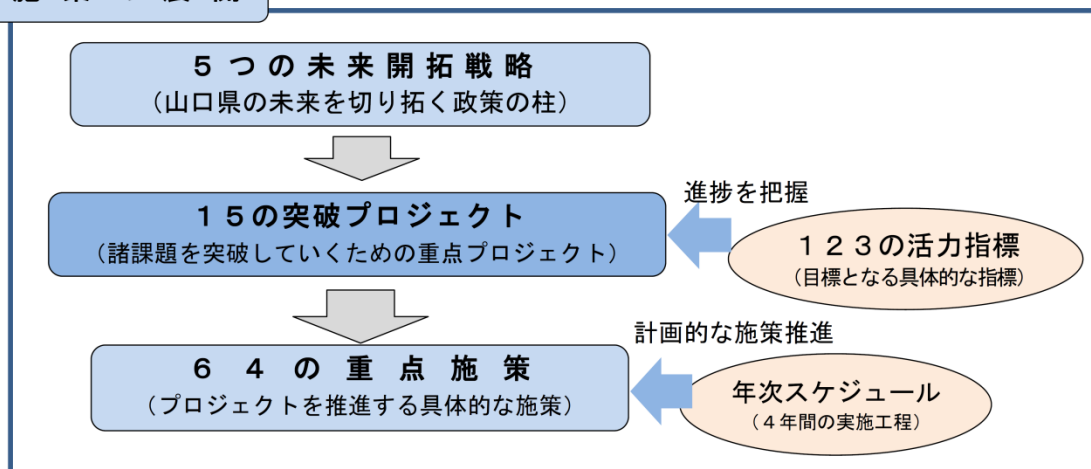 ５つの未来開拓戦略
（山口県の未来を切り拓く政策の柱）
進捗を把握
１５の突破プロジェクト
（諸課題を突破していくための重点プロジェクト）
１２３の活力指標
（目標となる具体的な指標）
計画的な施策推進
６４の重点施策
（プロジェクトを推進する具体的な施策）
年次スケジュール
（４年間の実施工程）